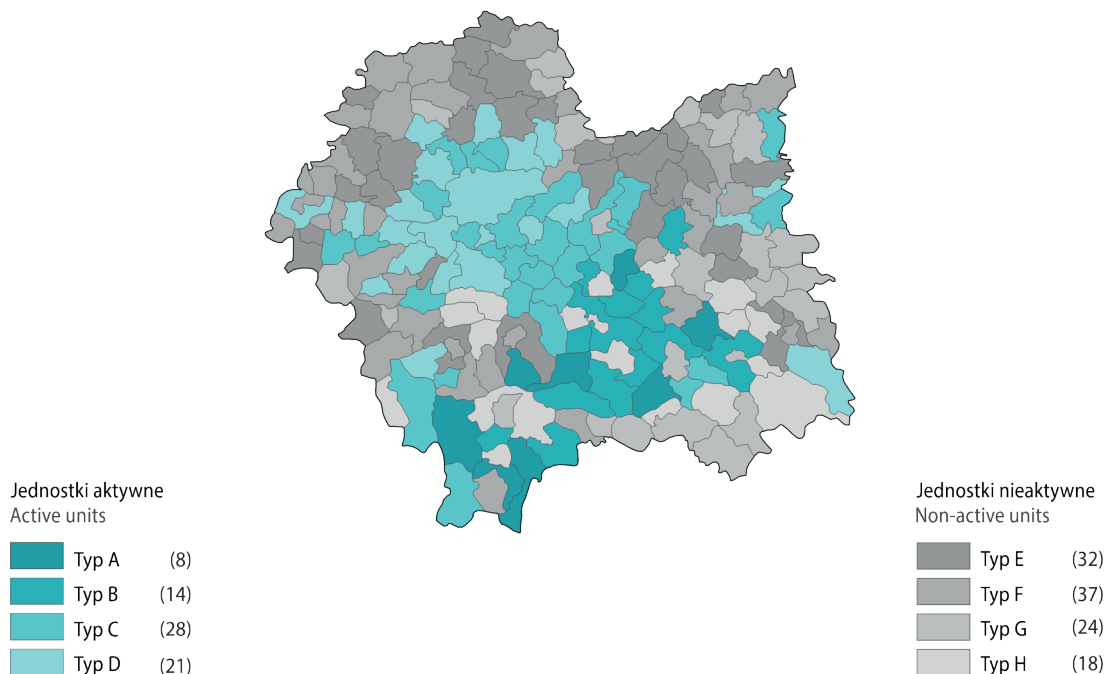 Jednostki aktywne
Active units
Typ A (8)
Typ B (14)
Typ C (28)
Typ D (21)
Jednostki nieaktywne
Non-active units
Typ E (32)
Typ F (37)
Typ G (24)
Typ H (18)